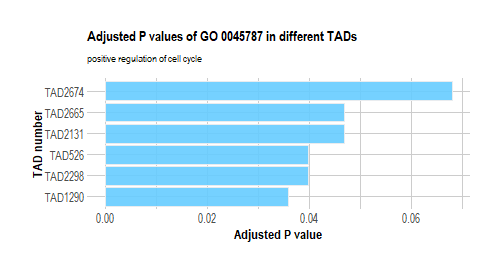 Adjusted P values of GO 0045787 in different TADs
positive regulation of cell cycle
TAD number
TAD2674
TAD2665
TAD2131
TAD526
TAD2298
TAD1290
0.00 0.02 0.04 0.06
Adjusted P value